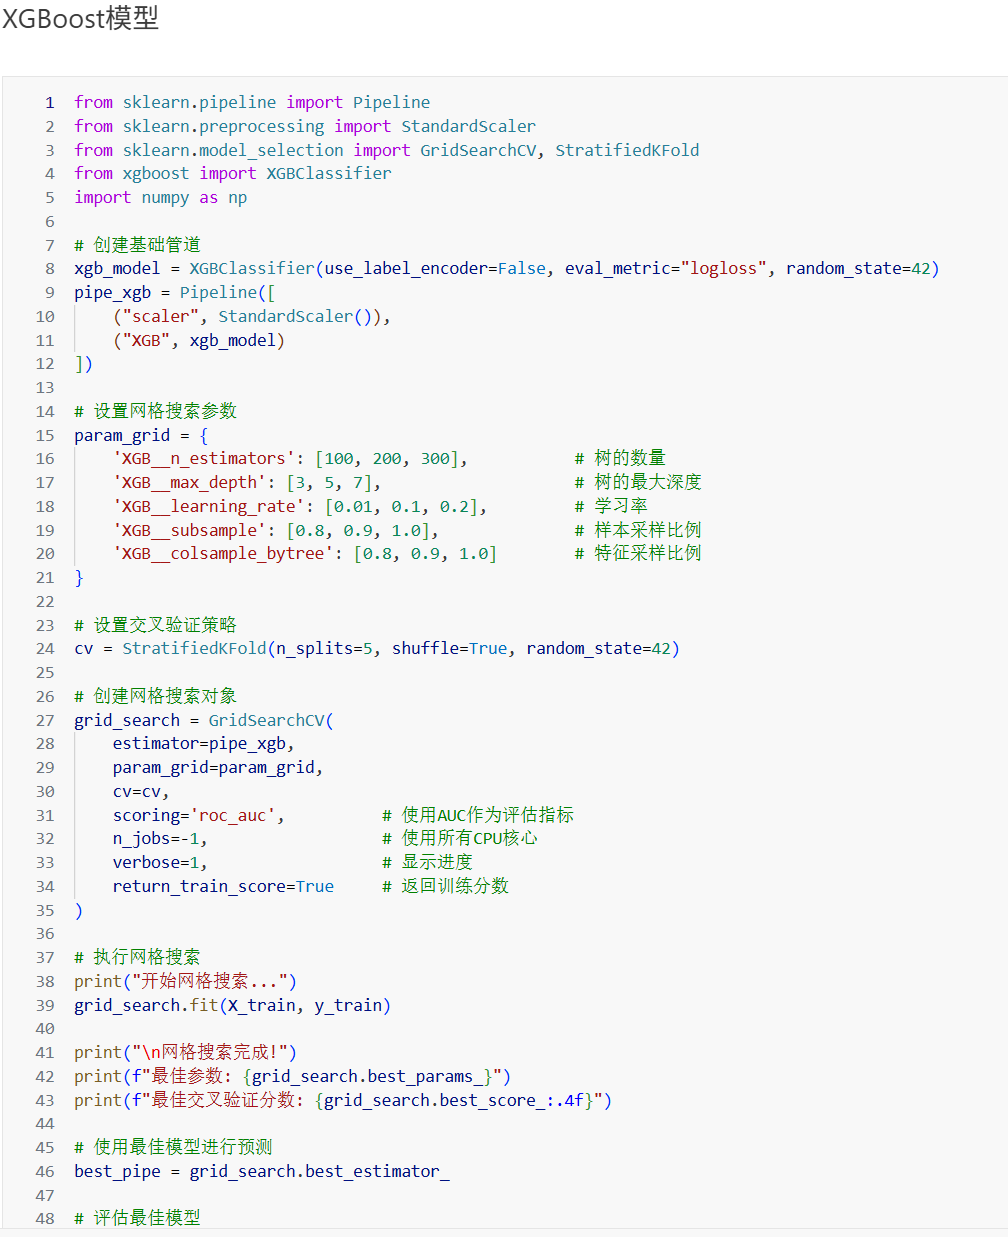 XGBoost模型
1 from sklearn.pipeline import Pipeline
2 from sklearn.preprocessing import StandardScaler
3 from sklearn.model_selection import GridSearchCV, StratifiedKFold
4 from xgboost import XGBClassifier
5 import numpy as np
6
7 # 创建基础管道
8 xgb_model = XGBClassifier(use_label_encoder=False, eval_metric="logloss", random_state=42)
9 pipe_xgb = Pipeline([
10     ("scaler", StandardScaler()),
11     ("XGB", xgb_model)
12 ])
13
14 # 设置网格搜索参数
15 param_grid = {
16     'XGB__n_estimators': [100, 200, 300],           # 树的数量
17     'XGB__max_depth': [3, 5, 7],                    # 树的最大深度
18     'XGB__learning_rate': [0.01, 0.1, 0.2],         # 学习率
19     'XGB__subsample': [0.8, 0.9, 1.0],              # 样本采样比例
20     'XGB__colsample_bytree': [0.8, 0.9, 1.0]        # 特征采样比例
21 }
22
23 # 设置交叉验证策略
24 cv = StratifiedKFold(n_splits=5, shuffle=True, random_state=42)
25
26 # 创建网格搜索对象
27 grid_search = GridSearchCV(
28     estimator=pipe_xgb,
29     param_grid=param_grid,
30     cv=cv,
31     scoring='roc_auc',          # 使用AUC作为评估指标
32     n_jobs=-1,                  # 使用所有CPU核心
33     verbose=1,                  # 显示进度
34     return_train_score=True     # 返回训练分数
35 )
36
37 # 执行网格搜索
38 print("开始网格搜索...")
39 grid_search.fit(X_train, y_train)
40
41 print("\n网格搜索完成!")
42 print(f"最佳参数: {grid_search.best_params_}")
43 print(f"最佳交叉验证分数: {grid_search.best_score_:.4f}")
44
45 # 使用最佳模型进行预测
46 best_pipe = grid_search.best_estimator_
47
48 # 评估最佳模型